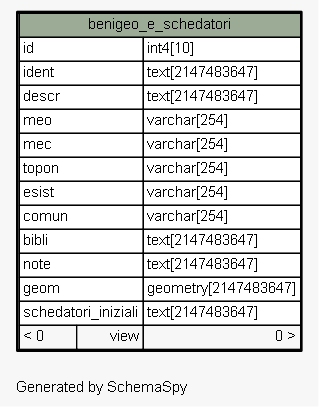 benigeo_e_schedatori
id int4[10]
ident text[2147483647]
descr text[2147483647]
meo varchar[254]
mec varchar[254]
topon varchar[254]
esist varchar[254]
comun varchar[254]
bibli text[2147483647]
note text[2147483647]
geom geometry[2147483647]
schedatori_iniziali text[2147483647]
< 0 view 0 >
Generated by SchemaSpy